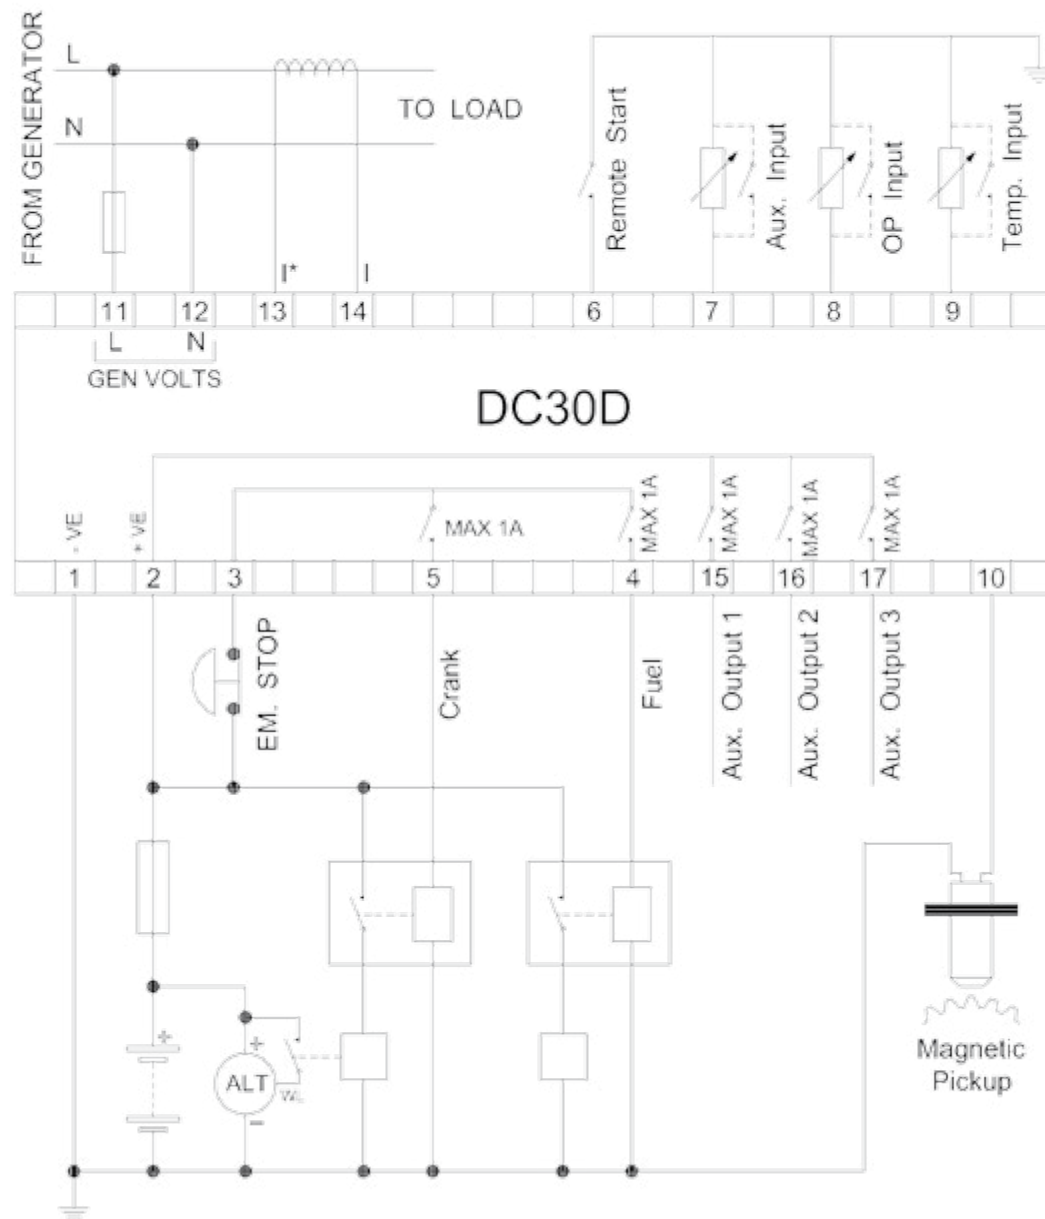 FROM GENERATOR
L
N
TO LOAD
I*
I
Remote Start
Aux. Input
OP Input
Temp. Input
11
12
13
14
6
7
8
9
L
N
GEN VOLTS
DC30D
- VE
+ VE
MAX 1A
MAX 1A
MAX 1A
MAX 1A
MAX 1A
1
2
3
5
4
15
16
17
10
EM. STOP
Crank
Fuel
Aux. Output 1
Aux. Output 2
Aux. Output 3
+
+
ALT
W/L
−
Magnetic
Pickup